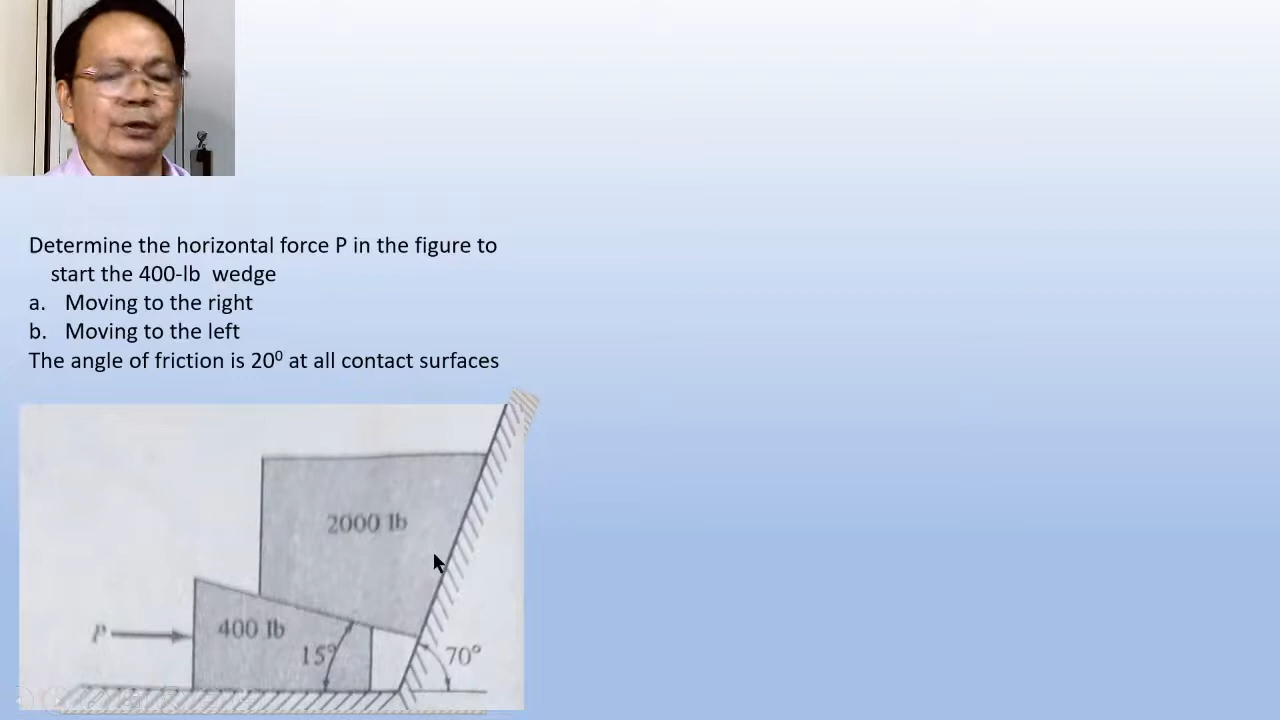 Determine the horizontal force P in the figure to
start the 400-lb wedge
a. Moving to the right
b. Moving to the left
The angle of friction is 20⁰ at all contact surfaces
2000 lb
400 lb
P
15°
70°